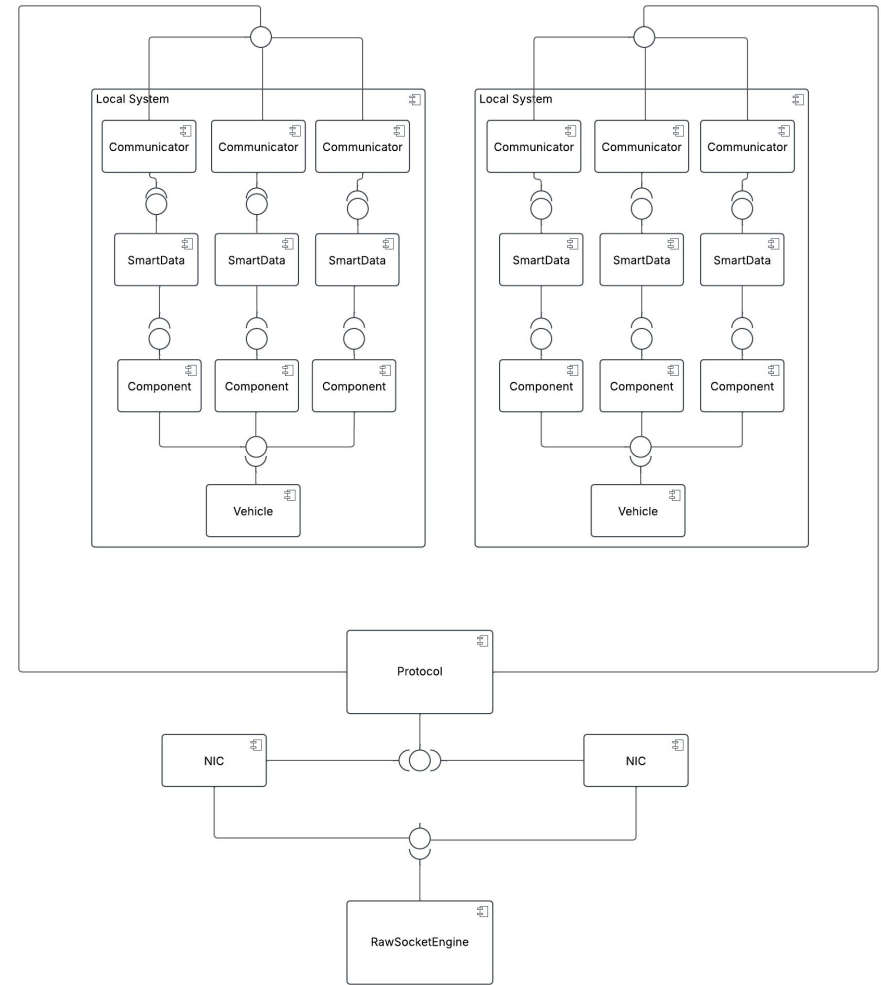 Local System
Local System
Communicator
Communicator
Communicator
Communicator
Communicator
Communicator
SmartData
SmartData
SmartData
SmartData
SmartData
SmartData
Component
Component
Component
Component
Component
Component
Vehicle
Vehicle
Protocol
NIC
NIC
RawSocketEngine